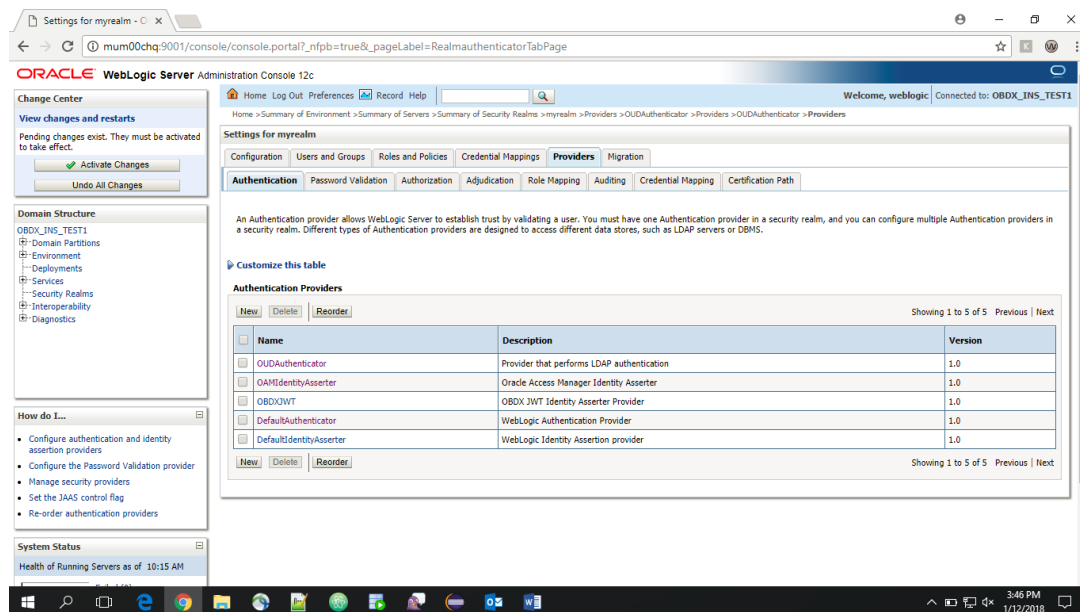 Settings for myrealm - O
mum00chq:9001/console/console.portal?_nfpb=true&_pageLabel=RealmauthenticatorTabPage
ORACLE WebLogic Server Administration Console 12c
Change Center
View changes and restarts
Pending changes exist. They must be activated
to take effect.
Activate Changes
Undo All Changes
Domain Structure
OBDX_INS_TEST1
Domain Partitions
Environment
Deployments
Services
Security Realms
Interoperability
Diagnostics
How do I...
Configure authentication and identity
assertion providers
Configure the Password Validation provider
Manage security providers
Set the JAAS control flag
Re-order authentication providers
System Status
Health of Running Servers as of 10:15 AM
Home Log Out Preferences Record Help
Welcome, weblogic Connected to: OBDX_INS_TEST1
Home >Summary of Environment >Summary of Servers >Summary of Security Realms >myrealm >Providers >OUDAuthenticator >Providers >OUDAuthenticator >Providers
Settings for myrealm
Configuration Users and Groups Roles and Policies Credential Mappings Providers Migration
Authentication Password Validation Authorization Adjudication Role Mapping Auditing Credential Mapping Certification Path
An Authentication provider allows WebLogic Server to establish trust by validating a user. You must have one Authentication provider in a security realm, and you can configure multiple Authentication providers in
a security realm. Different types of Authentication providers are designed to access different data stores, such as LDAP servers or DBMS.
Customize this table
Authentication Providers
New Delete Reorder Showing 1 to 5 of 5 Previous | Next
Name Description Version
OUDAuthenticator Provider that performs LDAP authentication 1.0
OAMIdentityAsserter Oracle Access Manager Identity Asserter 1.0
OBDXJWT OBDX JWT Identity Asserter Provider 1.0
DefaultAuthenticator WebLogic Authentication Provider 1.0
DefaultIdentityAsserter WebLogic Identity Assertion provider 1.0
New Delete Reorder Showing 1 to 5 of 5 Previous | Next
3:46 PM
1/12/2018